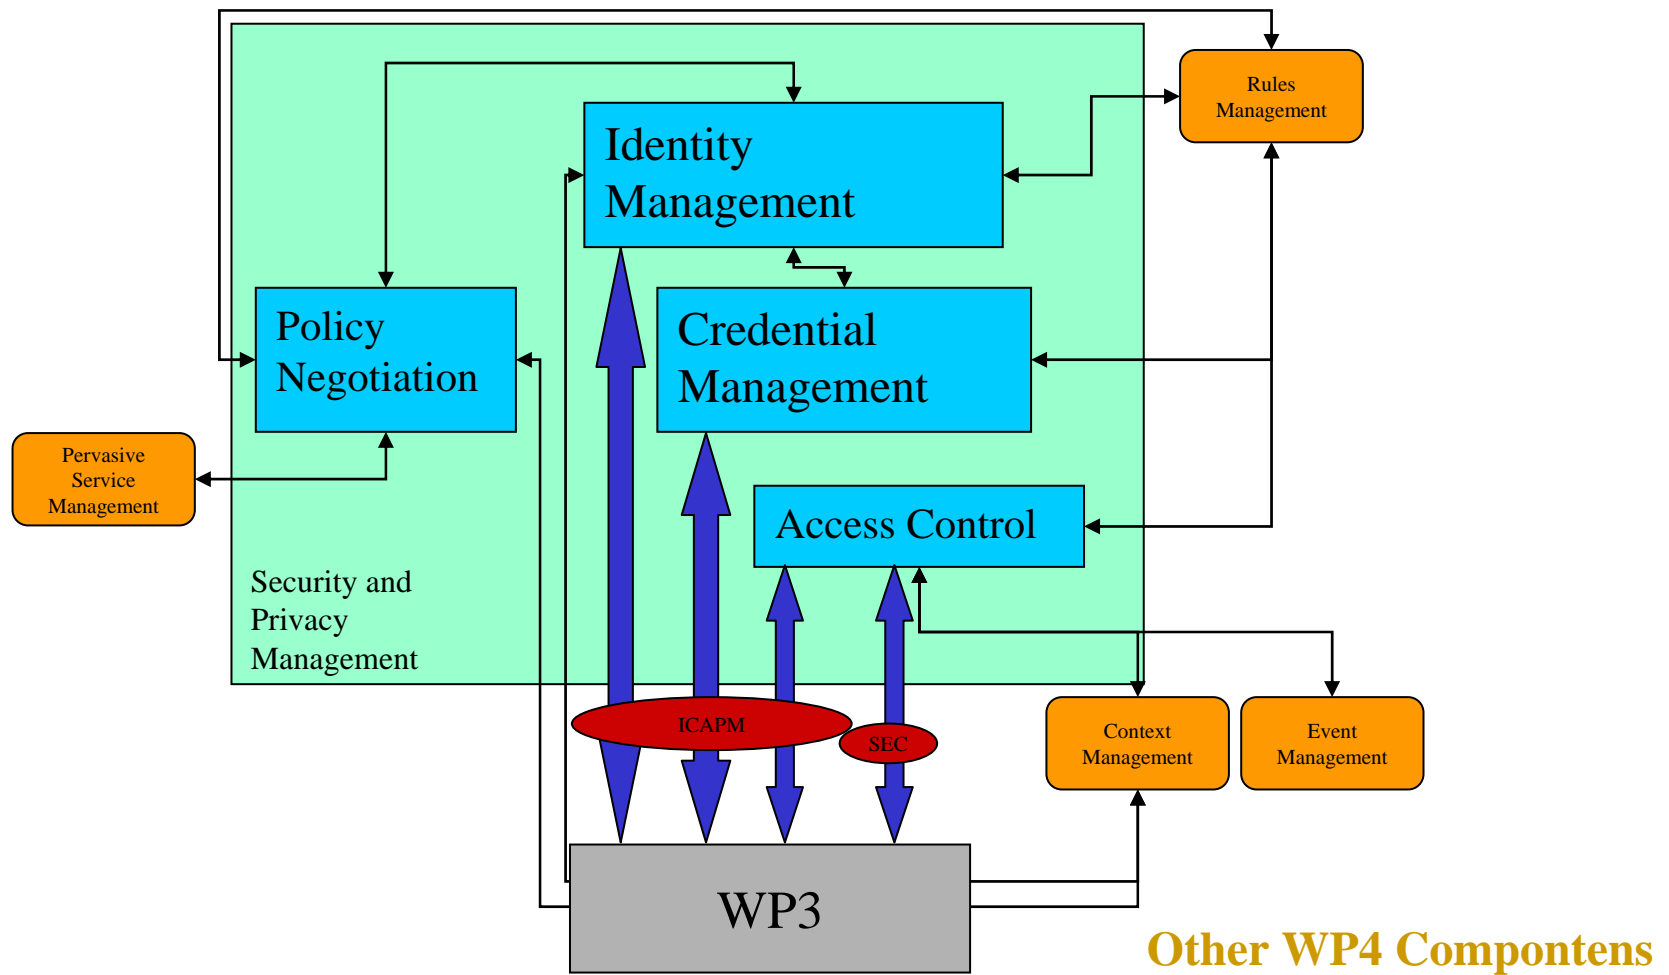 Rules
Management
Identity
Management
Policy
Negotiation
Credential
Management
Pervasive
Service
Management
Access Control
Security and
Privacy
Management
ICAPM
SEC
Context
Management
Event
Management
WP3
Other WP4 Compontens